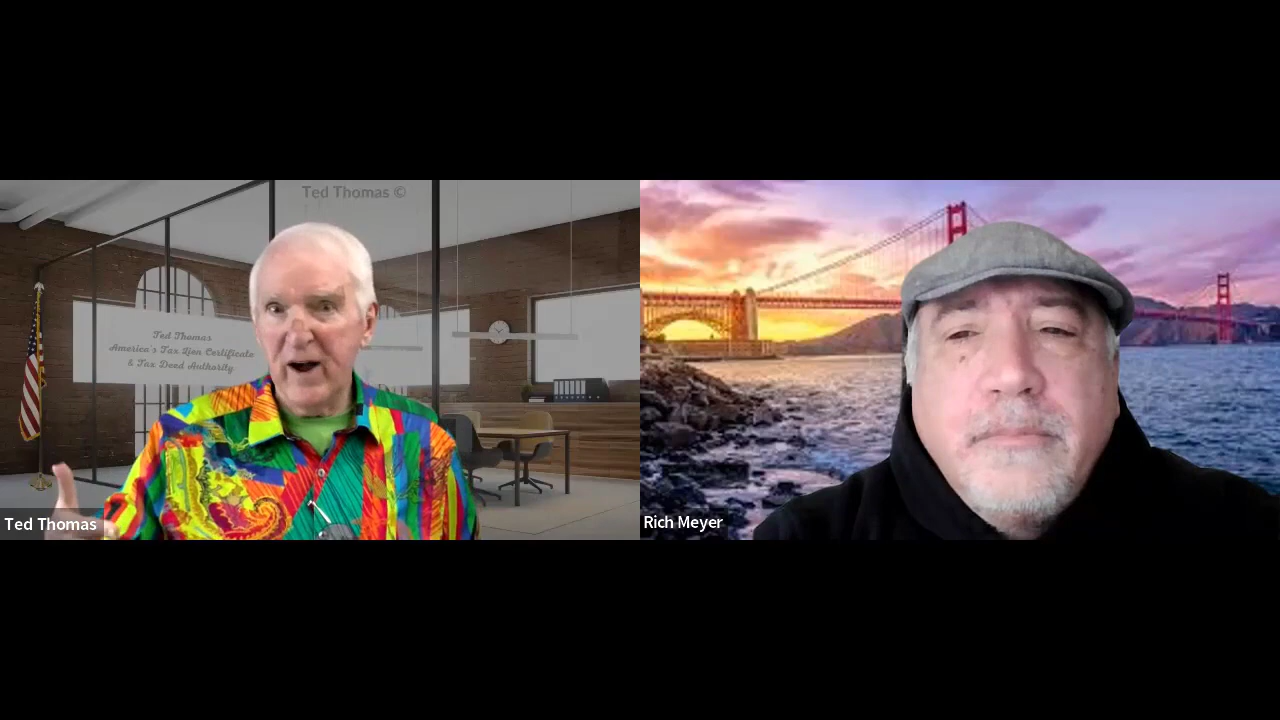 Ted Thomas ©
Ted Thomas
America's Tax Lien Certificate
& Tax Deed Authority
Ted Thomas
Rich Meyer